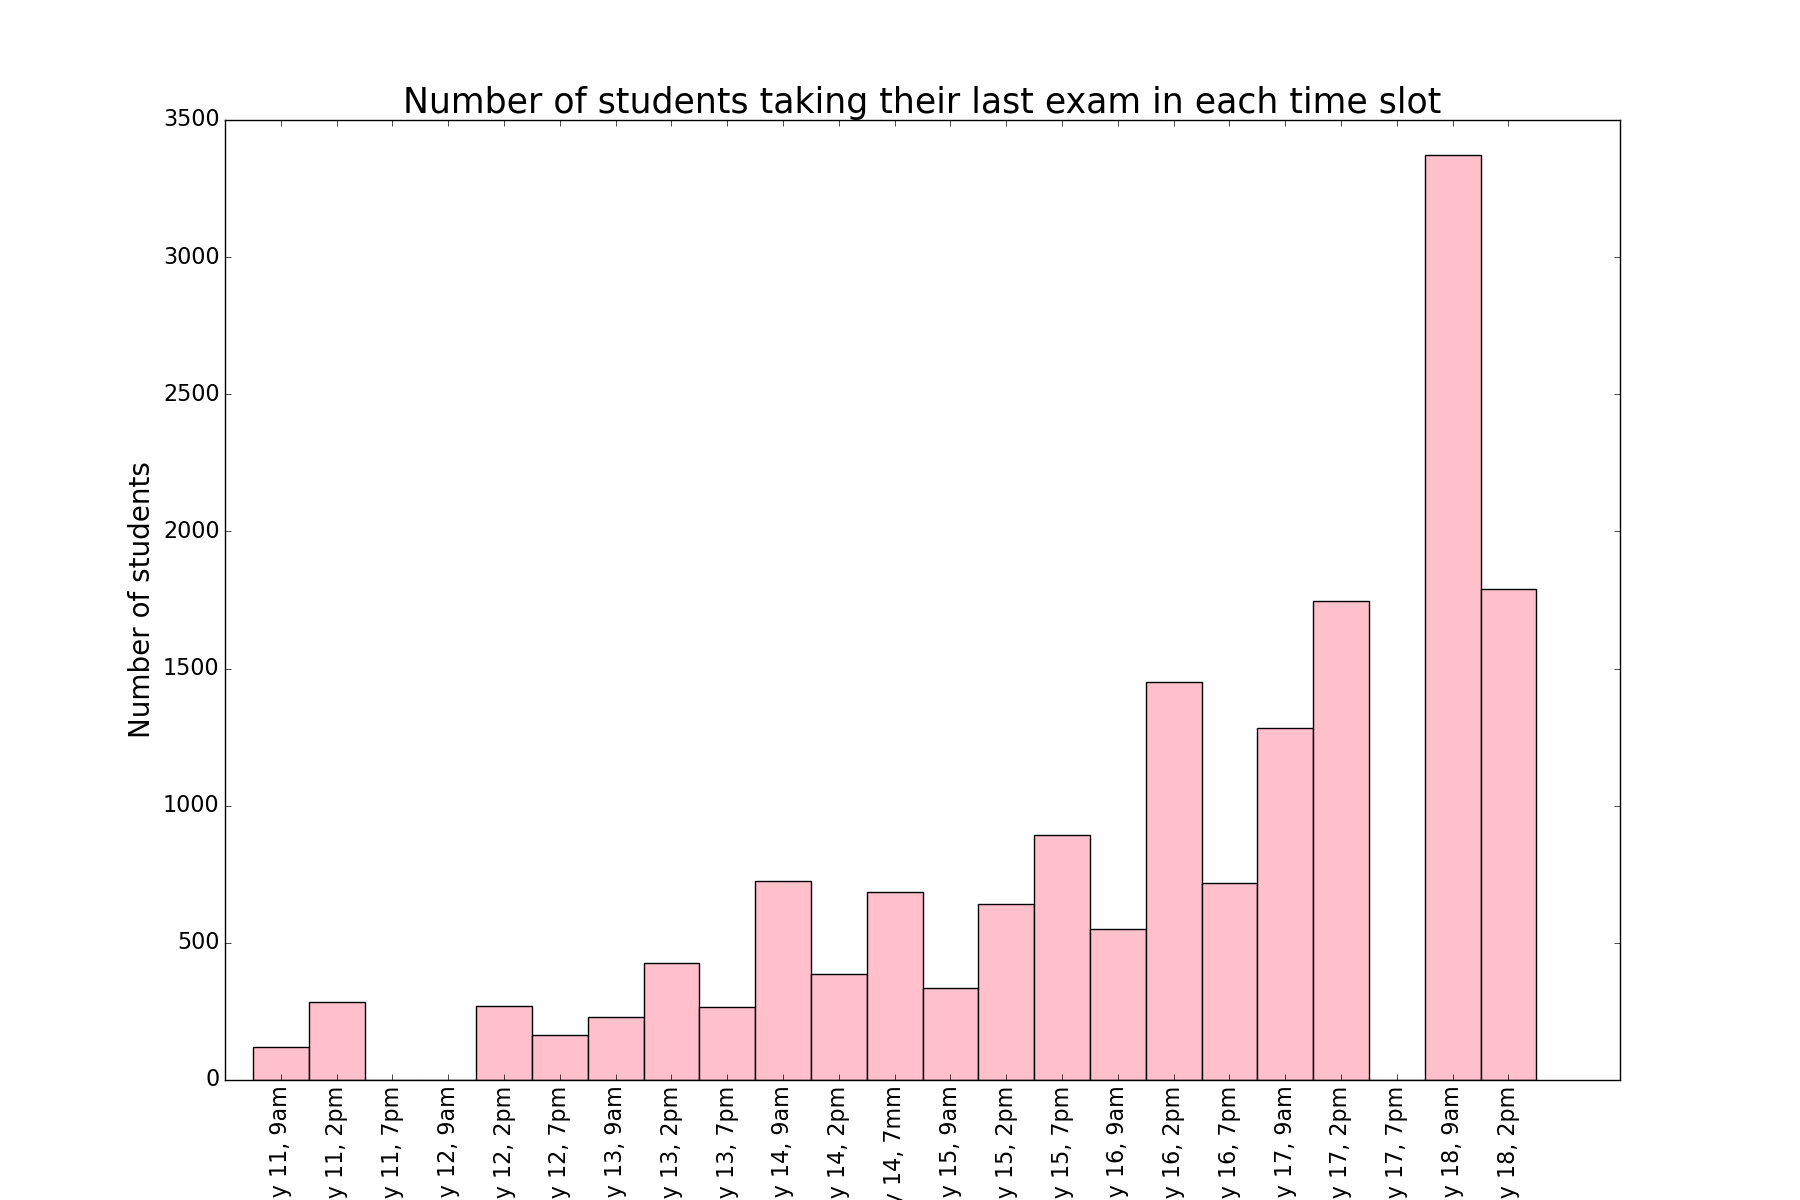 Number of students taking their last exam in each time slot
3500
3000
2500
2000
1500
1000
500
0
Number of students
y 11, 9am
y 11, 2pm
y 11, 7pm
y 12, 9am
y 12, 2pm
y 12, 7pm
y 13, 9am
y 13, 2pm
y 13, 7pm
y 14, 9am
y 14, 2pm
y 14, 7mm
y 15, 9am
y 15, 2pm
y 15, 7pm
y 16, 9am
y 16, 2pm
y 16, 7pm
y 17, 9am
y 17, 2pm
y 17, 7pm
y 18, 9am
y 18, 2pm